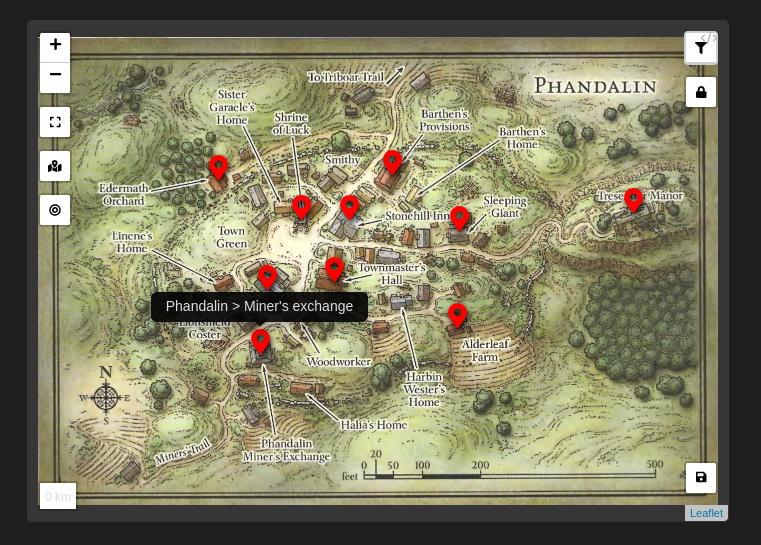 +
−
</>
PHANDALIN
To Triboar Trail
Sister
Garaele's
Home
Shrine
of Luck
Barthen's
Provisions
Barthen's
Home
Smithy
Edermath
Orchard
Stonehill Inn
Sleeping
Giant
Manor
Town
Green
Linene's
Home
Townmaster's
Hall
Phandalin > Miner's exchange
Lionshield
Coster
Woodworker
Alderleaf
Farm
Harbin
Wester's
Home
N
W E
S
Halia's Home
Phandalin
Miner's Exchange
Miners' Trail
20
0 50 100 200 500
feet
0 km
Leaflet